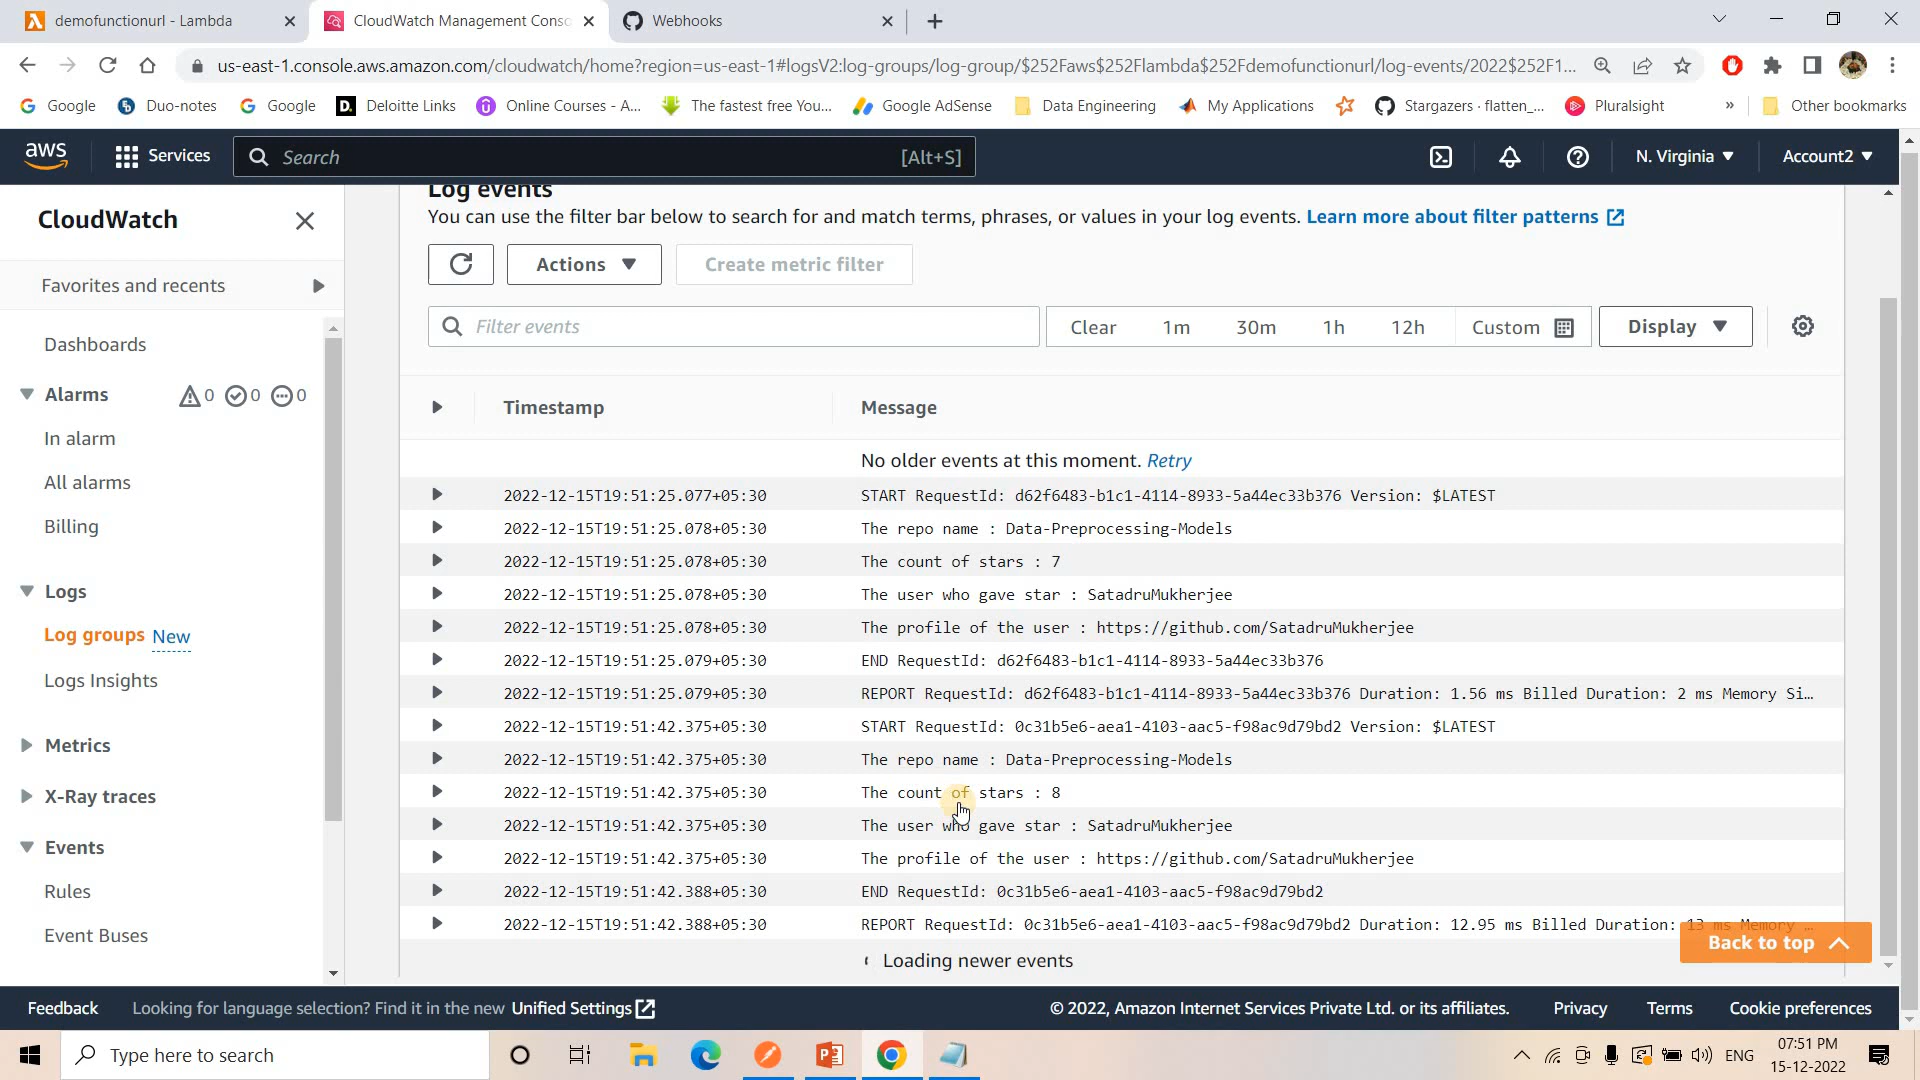 demofunctionurl - Lambda
CloudWatch Management Conso
Webhooks
us-east-1.console.aws.amazon.com/cloudwatch/home?region=us-east-1#logsV2:log-groups/log-group/$252Faws$252Flambda$252Fdemofunctionurl/log-events/2022$252F1...
Google
Duo-notes
Google
D. Deloitte Links
Online Courses - A...
The fastest free You...
Google AdSense
Data Engineering
My Applications
Stargazers · flatten_...
Pluralsight
»
Other bookmarks
aws
Services
Search
[Alt+S]
N. Virginia
Account2
CloudWatch
Favorites and recents
Dashboards
Alarms
0
0
0
In alarm
All alarms
Billing
Logs
Log groups New
Logs Insights
Metrics
X-Ray traces
Events
Rules
Event Buses
Log events
You can use the filter bar below to search for and match terms, phrases, or values in your log events. Learn more about filter patterns
Actions
Create metric filter
Filter events
Clear 1m 30m 1h 12h Custom
Display
Timestamp Message
No older events at this moment. Retry
2022-12-15T19:51:25.077+05:30 START RequestId: d62f6483-b1c1-4114-8933-5a44ec33b376 Version: $LATEST
2022-12-15T19:51:25.078+05:30 The repo name : Data-Preprocessing-Models
2022-12-15T19:51:25.078+05:30 The count of stars : 7
2022-12-15T19:51:25.078+05:30 The user who gave star : SatadruMukherjee
2022-12-15T19:51:25.078+05:30 The profile of the user : https://github.com/SatadruMukherjee
2022-12-15T19:51:25.079+05:30 END RequestId: d62f6483-b1c1-4114-8933-5a44ec33b376
2022-12-15T19:51:25.079+05:30 REPORT RequestId: d62f6483-b1c1-4114-8933-5a44ec33b376 Duration: 1.56 ms Billed Duration: 2 ms Memory Si…
2022-12-15T19:51:42.375+05:30 START RequestId: 0c31b5e6-aea1-4103-aac5-f98ac9d79bd2 Version: $LATEST
2022-12-15T19:51:42.375+05:30 The repo name : Data-Preprocessing-Models
2022-12-15T19:51:42.375+05:30 The count of stars : 8
2022-12-15T19:51:42.375+05:30 The user who gave star : SatadruMukherjee
2022-12-15T19:51:42.375+05:30 The profile of the user : https://github.com/SatadruMukherjee
2022-12-15T19:51:42.388+05:30 END RequestId: 0c31b5e6-aea1-4103-aac5-f98ac9d79bd2
2022-12-15T19:51:42.388+05:30 REPORT RequestId: 0c31b5e6-aea1-4103-aac5-f98ac9d79bd2 Duration: 12.95 ms Billed Duration: 13 ms Memory …
Loading newer events
Back to top
Feedback
Looking for language selection? Find it in the new Unified Settings
© 2022, Amazon Internet Services Private Ltd. or its affiliates.
Privacy
Terms
Cookie preferences
Type here to search
ENG
07:51 PM
15-12-2022